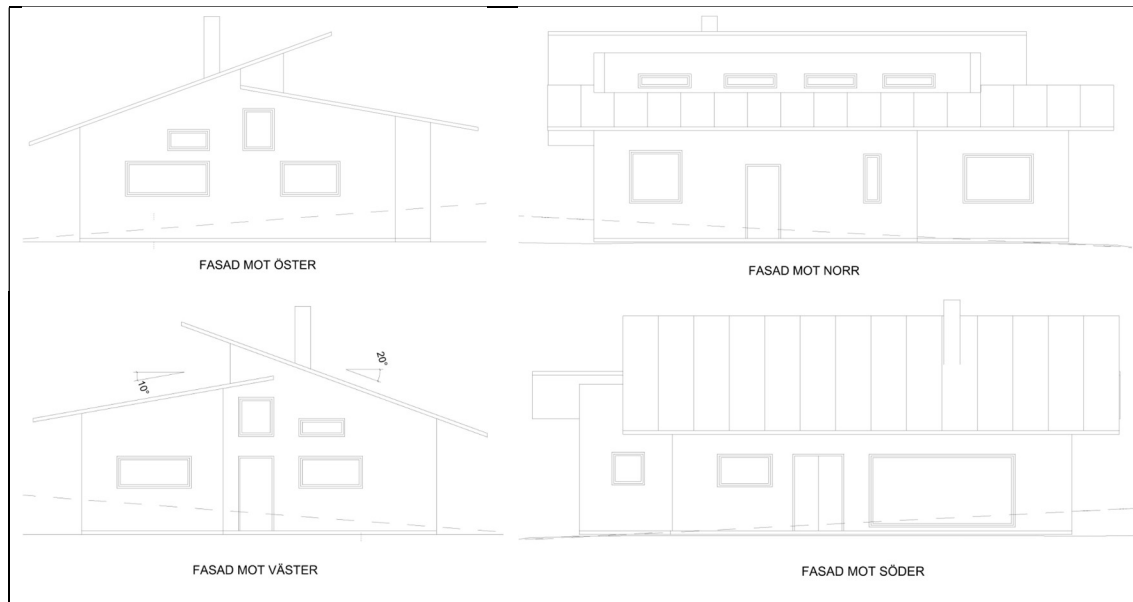 FASAD MOT ÖSTER
FASAD MOT NORR
10°
20°
FASAD MOT VÄSTER
FASAD MOT SÖDER